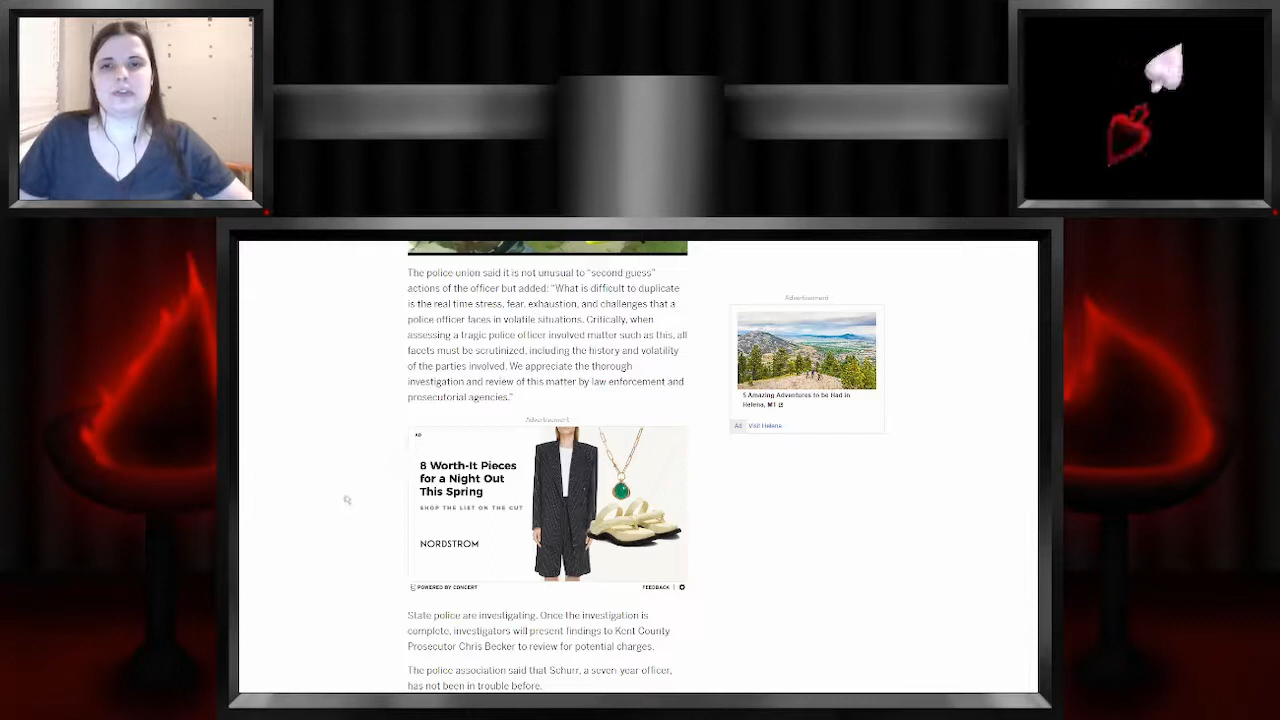 The police union said it is not unusual to “second guess”
actions of the officer but added: “What is difficult to duplicate
is the real time stress, fear, exhaustion, and challenges that a
police officer faces in volatile situations. Critically, when
assessing a tragic police officer involved matter such as this, all
facets must be scrutinized, including the history and volatility
of the parties involved. We appreciate the thorough
investigation and review of this matter by law enforcement and
prosecutorial agencies.”
Advertisement
AD
8 Worth-It Pieces
for a Night Out
This Spring
SHOP THE LIST ON THE CUT
NORDSTROM
POWERED BY CONCERT
FEEDBACK
State police are investigating. Once the investigation is
complete, investigators will present findings to Kent County
Prosecutor Chris Becker to review for potential charges.
The police association said that Schurr, a seven year officer,
has not been in trouble before.
Advertisement
5 Amazing Adventures to be Had in
Helena, MT
Ad Visit Helena